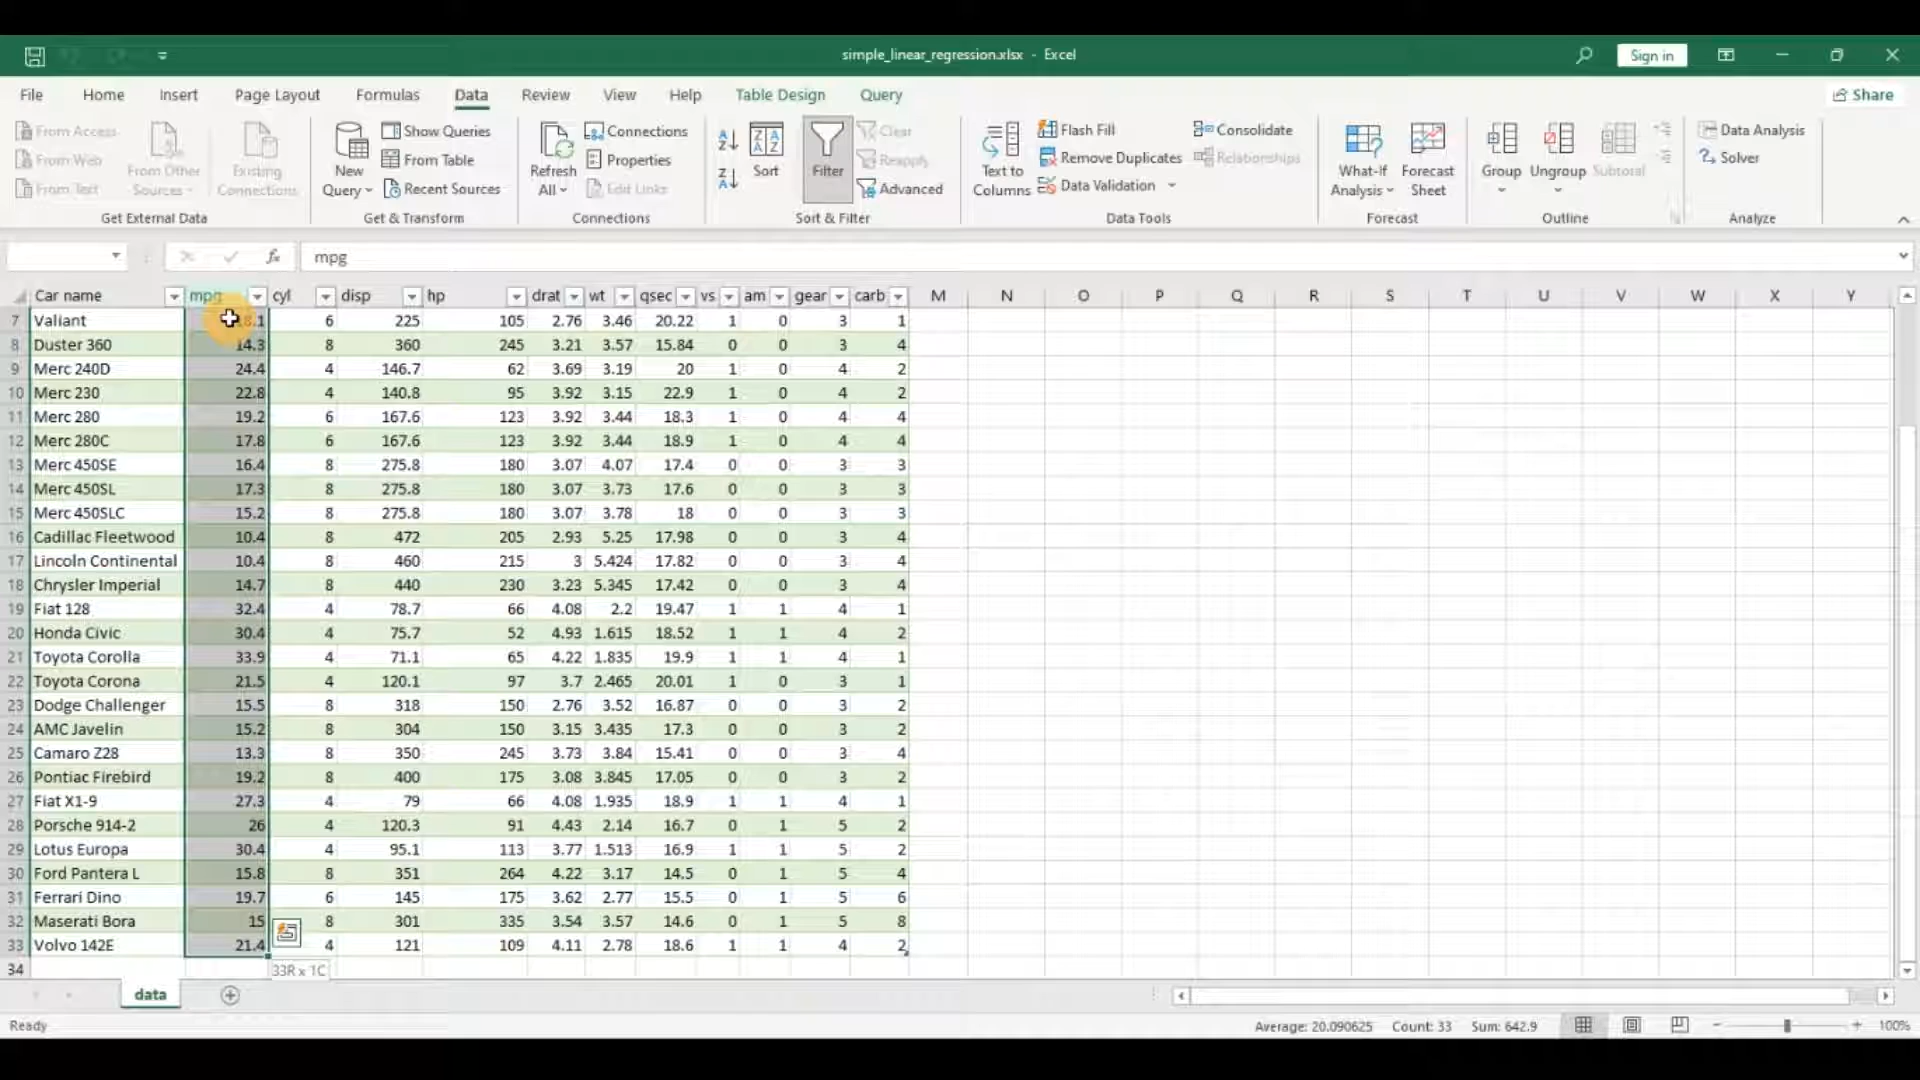 simple_linear_regression.xlsx - Excel
Sign in
File Home Insert Page Layout Formulas Data Review View Help Table Design Query Share
From Access
From Web
From Text
From Other Sources
Existing Connections
Get External Data
New Query
Show Queries
From Table
Recent Sources
Get & Transform
Refresh All
Connections
Properties
Edit Links
Connections
Sort
Filter
Clear
Reapply
Advanced
Sort & Filter
Text to Columns
Flash Fill
Remove Duplicates
Data Validation
Consolidate
Relationships
Data Tools
What-If Analysis
Forecast Sheet
Forecast
Group
Ungroup
Subtotal
Outline
Data Analysis
Solver
Analyze
fx mpg
Car name mpg cyl disp hp drat wt qsec vs am gear carb M N O P Q R S T U V W X Y
7 Valiant 18.1 6 225 105 2.76 3.46 20.22 1 0 3 1
8 Duster 360 14.3 8 360 245 3.21 3.57 15.84 0 0 3 4
9 Merc 240D 24.4 4 146.7 62 3.69 3.19 20 1 0 4 2
10 Merc 230 22.8 4 140.8 95 3.92 3.15 22.9 1 0 4 2
11 Merc 280 19.2 6 167.6 123 3.92 3.44 18.3 1 0 4 4
12 Merc 280C 17.8 6 167.6 123 3.92 3.44 18.9 1 0 4 4
13 Merc 450SE 16.4 8 275.8 180 3.07 4.07 17.4 0 0 3 3
14 Merc 450SL 17.3 8 275.8 180 3.07 3.73 17.6 0 0 3 3
15 Merc 450SLC 15.2 8 275.8 180 3.07 3.78 18 0 0 3 3
16 Cadillac Fleetwood 10.4 8 472 205 2.93 5.25 17.98 0 0 3 4
17 Lincoln Continental 10.4 8 460 215 3 5.424 17.82 0 0 3 4
18 Chrysler Imperial 14.7 8 440 230 3.23 5.345 17.42 0 0 3 4
19 Fiat 128 32.4 4 78.7 66 4.08 2.2 19.47 1 1 4 1
20 Honda Civic 30.4 4 75.7 52 4.93 1.615 18.52 1 1 4 2
21 Toyota Corolla 33.9 4 71.1 65 4.22 1.835 19.9 1 1 4 1
22 Toyota Corona 21.5 4 120.1 97 3.7 2.465 20.01 1 0 3 1
23 Dodge Challenger 15.5 8 318 150 2.76 3.52 16.87 0 0 3 2
24 AMC Javelin 15.2 8 304 150 3.15 3.435 17.3 0 0 3 2
25 Camaro Z28 13.3 8 350 245 3.73 3.84 15.41 0 0 3 4
26 Pontiac Firebird 19.2 8 400 175 3.08 3.845 17.05 0 0 3 2
27 Fiat X1-9 27.3 4 79 66 4.08 1.935 18.9 1 1 4 1
28 Porsche 914-2 26 4 120.3 91 4.43 2.14 16.7 0 1 5 2
29 Lotus Europa 30.4 4 95.1 113 3.77 1.513 16.9 1 1 5 2
30 Ford Pantera L 15.8 8 351 264 4.22 3.17 14.5 0 1 5 4
31 Ferrari Dino 19.7 6 145 175 3.62 2.77 15.5 0 1 5 6
32 Maserati Bora 15 8 301 335 3.54 3.57 14.6 0 1 5 8
33 Volvo 142E 21.4 4 121 109 4.11 2.78 18.6 1 1 4 2
34
33R x 1C
data
Ready Average: 20.090625 Count: 33 Sum: 642.9 100%